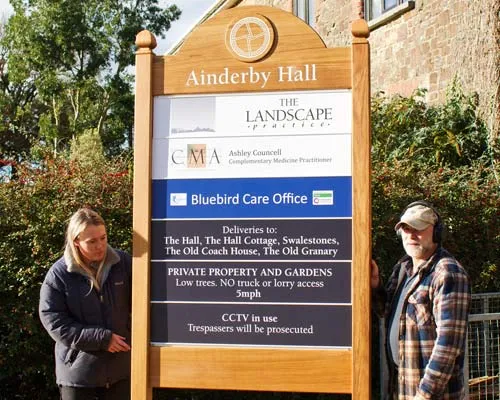 Ainderby Hall
THE
LANDSCAPE
•practice•
CMA
Ashley Councell
Complementary Medicine Practitioner
Bluebird Care Office
Deliveries to:
The Hall, The Hall Cottage, Swalestones,
The Old Coach House, The Old Granary
PRIVATE PROPERTY AND GARDENS
Low trees. NO truck or lorry access
5mph
CCTV in use
Trespassers will be prosecuted